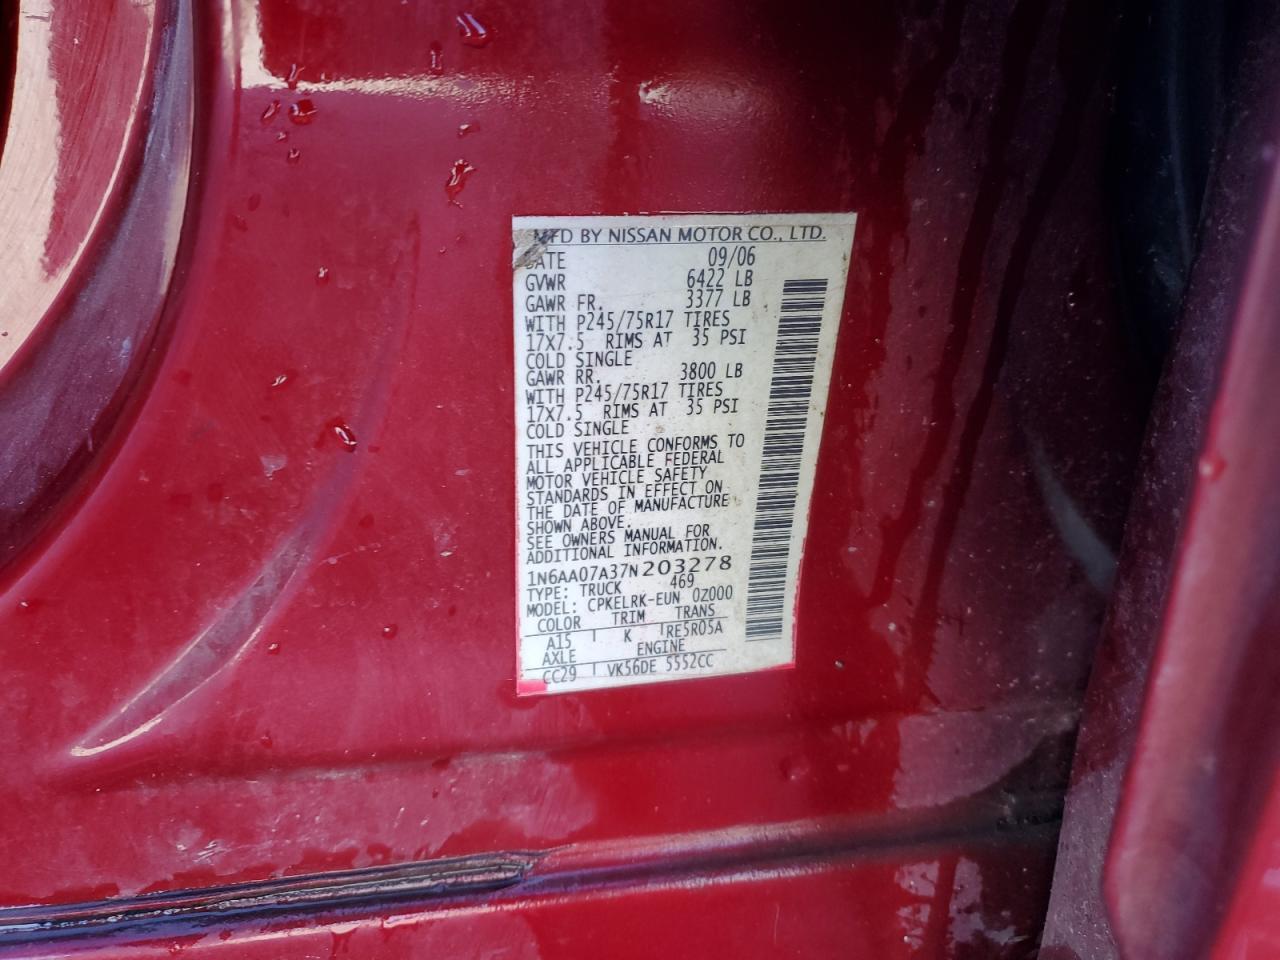 MFD BY NISSAN MOTOR CO., LTD.
DATE 09/06
GVWR 6422 LB
GAWR FR. 3377 LB
WITH P245/75R17 TIRES
17X7.5 RIMS AT 35 PSI
COLD SINGLE
GAWR RR. 3800 LB
WITH P245/75R17 TIRES
17X7.5 RIMS AT 35 PSI
COLD SINGLE
THIS VEHICLE CONFORMS TO
ALL APPLICABLE FEDERAL
MOTOR VEHICLE SAFETY
STANDARDS IN EFFECT ON
THE DATE OF MANUFACTURE
SHOWN ABOVE.
SEE OWNERS MANUAL FOR
ADDITIONAL INFORMATION.
1N6AA07A37N203278
TYPE: TRUCK 469
MODEL: CPKELRK-EUN 0Z000
COLOR TRIM TRANS
A15 K RE5R05A
AXLE ENGINE
CC29 VK56DE 5552CC